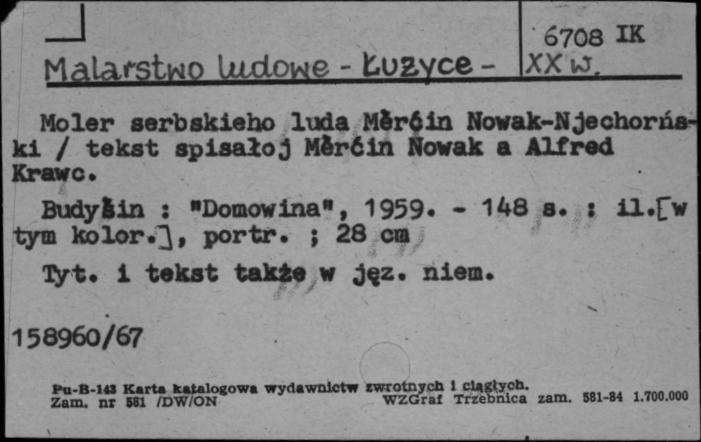 6708 IK
Malarstwo ludowe - Łużyce - XX w.
Moler serbskieho luda Měrćin Nowak-Njechorńs-
ki / tekst spisałoj Měrćin Nowak a Alfred
Krawc.
Budyšin : "Domowina", 1959. - 148 s. : il.[w
tym kolor.], portr. ; 28 cm
Tyt. i tekst także w jęz. niem.
158960/67
Pu-B-143 Karta katalogowa wydawnictw zwrotnych i ciągłych.
Zam. nr 581 /DW/ON WZGraf Trzebnica zam. 581-84 1.700.000